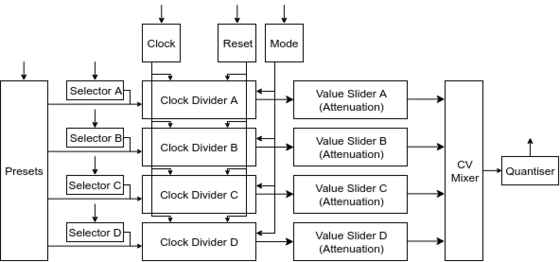 Clock
Reset
Mode
Selector A
Clock Divider A
Value Slider A
(Attenuation)
Selector B
Clock Divider B
Value Slider B
(Attenuation)
Presets
CV
Mixer
Quantiser
Selector C
Clock Divider C
Value Slider C
(Attenuation)
Selector D
Clock Divider D
Value Slider D
(Attenuation)